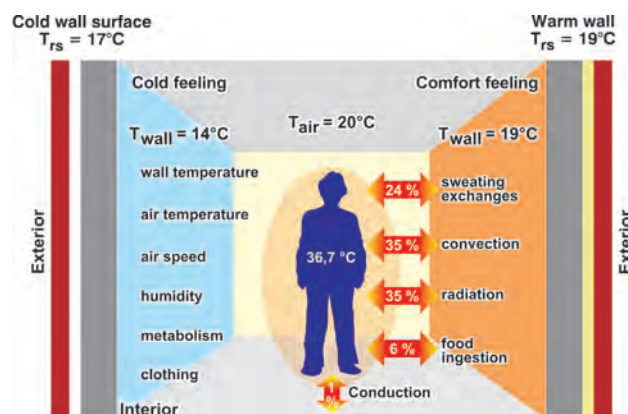 Cold wall surface
Trs = 17°C
Warm wall
Trs = 19°C
Cold feeling
Comfort feeling
Twall = 14°C
Tair = 20°C
Twall = 19°C
wall temperature
air temperature
air speed
humidity
metabolism
clothing
36,7 °C
24 %
sweating
exchanges
35 %
convection
35 %
radiation
6 %
food
ingestion
1
%
Conduction
Exterior
Interior
Exterior